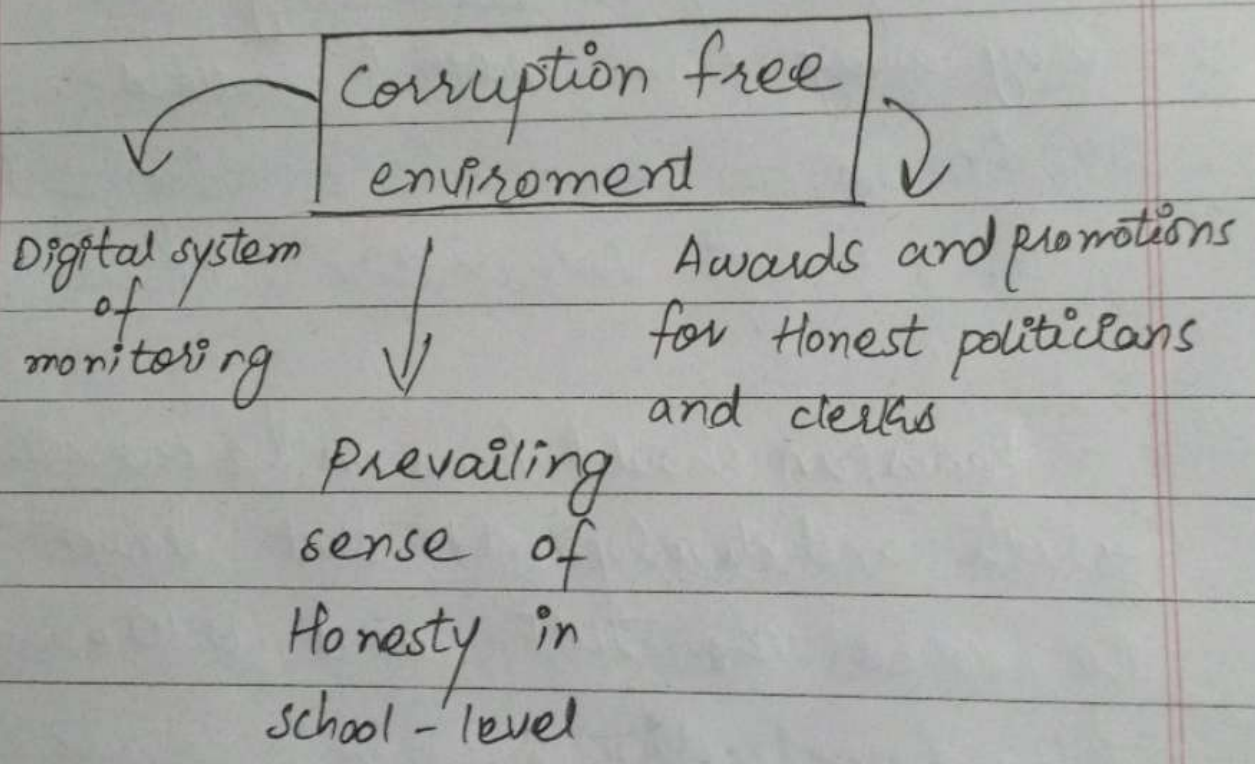 Corruption free
enviroment
Digital system
of
monitoring
Prevailing
sense of
Honesty in
school-level
Awards and promotions
for Honest politicians
and clerks